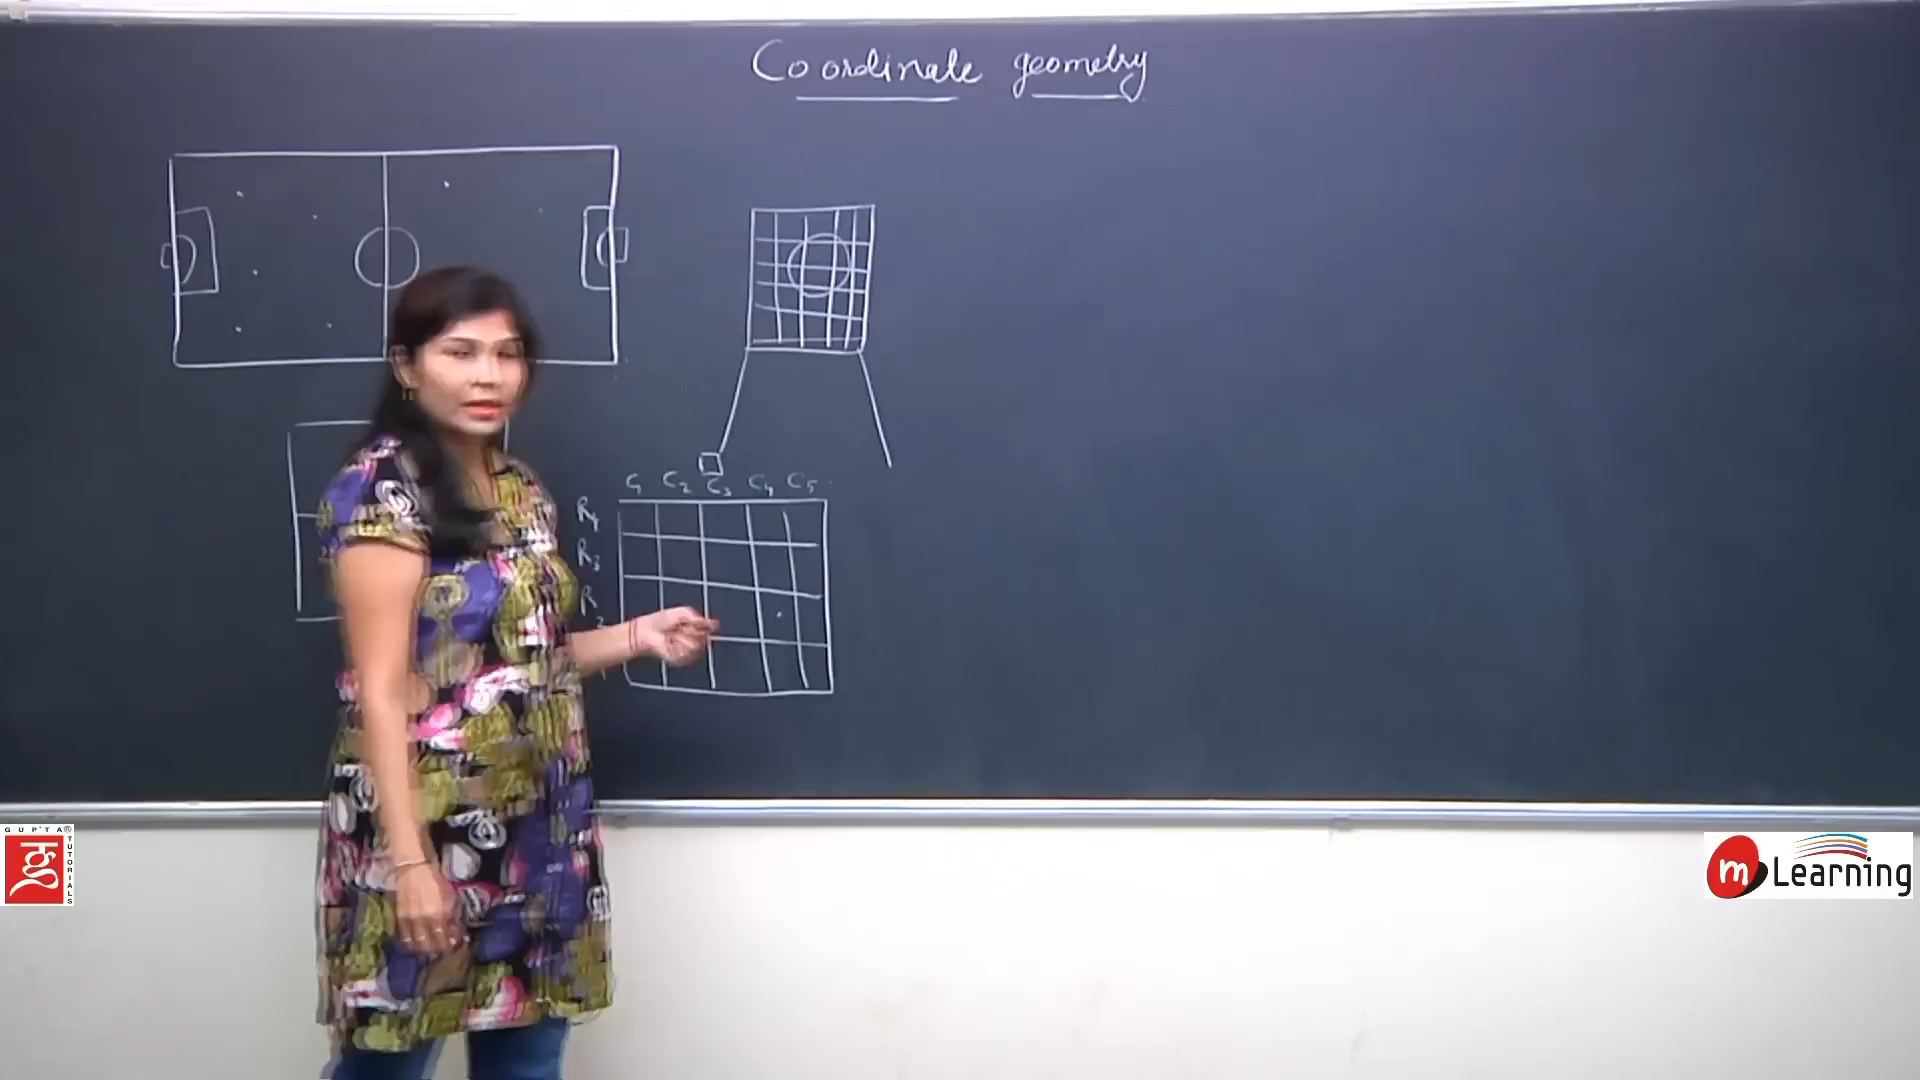 Coordinate geometry
C1 C2 C3 C4 C5
R4
R3
R2
GUPTA®
TUTORIALS
m Learning